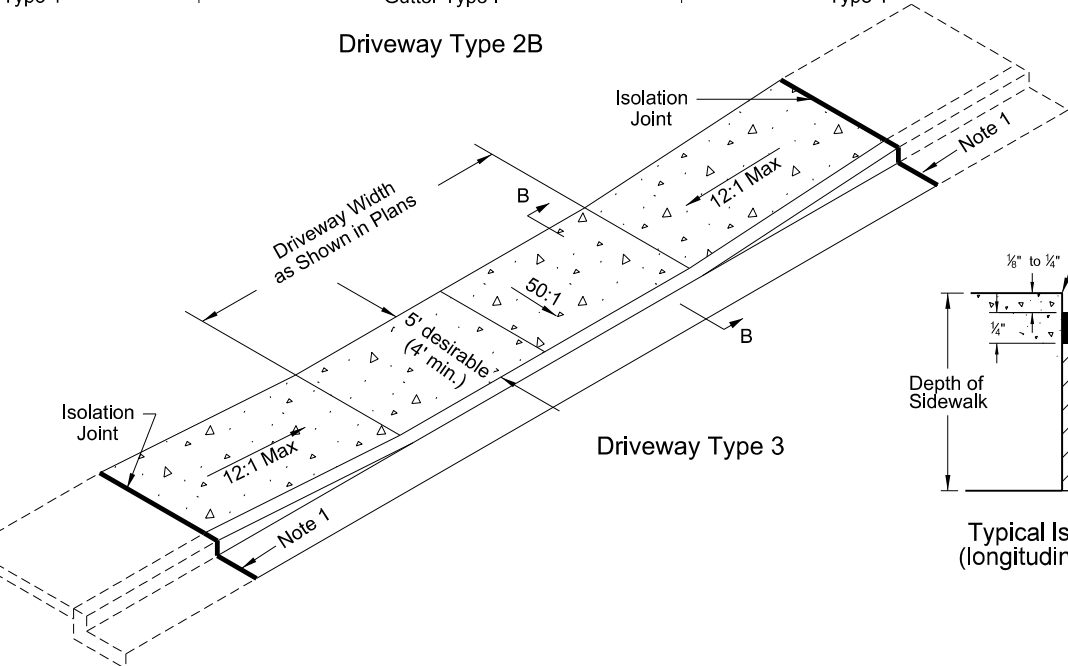 Driveway Type 2B
Isolation
Joint
Note 1
12:1 Max
B
Driveway Width
as Shown in Plans
50:1
5' desirable
(4' min.)
B
Isolation
Joint
12:1 Max
Note 1
Driveway Type 3
⅛" to ¼"
¼"
Depth of
Sidewalk
Typical Is
(longitudin